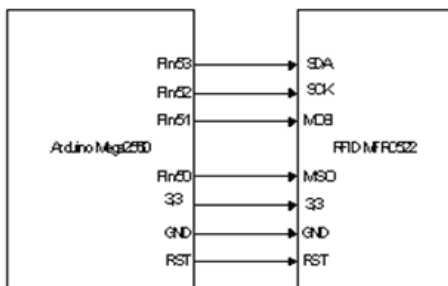 Pin53 SDA
Pin52 SCK
Pin51 MOSI
Arduino Mega2560 RFID MFRC522
Pin50 MISO
3,3 3,3
GND GND
RST RST